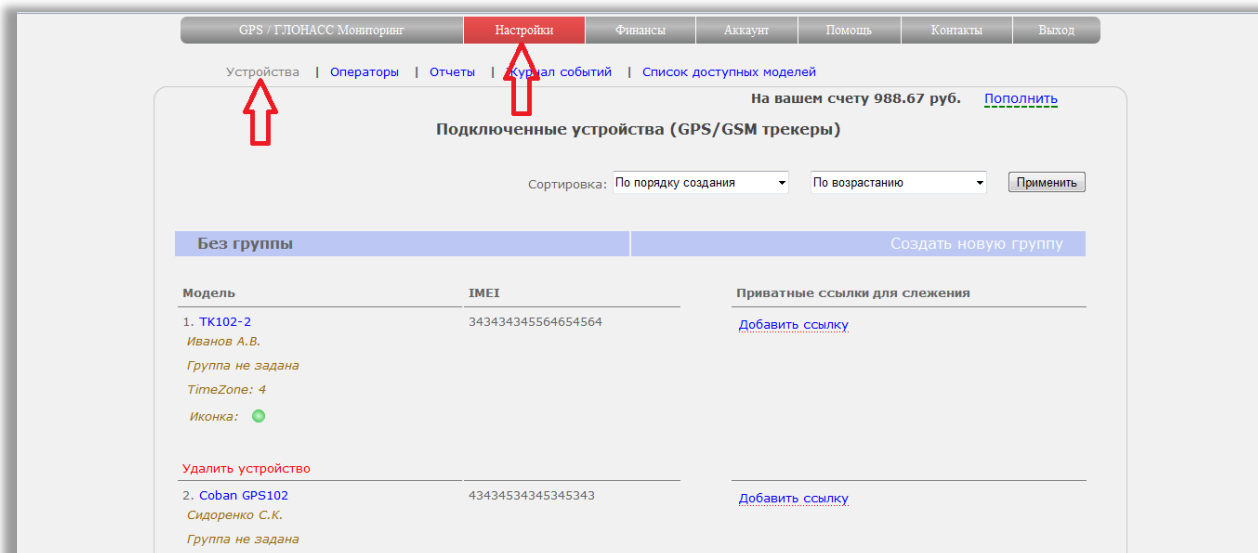 GPS / ГЛОНАСС Мониторинг Настройки Финансы Аккаунт Помощь Контакты Выход
Устройства | Операторы | Отчеты | Журнал событий | Список доступных моделей
На вашем счету 988.67 руб. Пополнить
Подключенные устройства (GPS/GSM трекеры)
Сортировка: По порядку создания По возрастанию Применить
Без группы Создать новую группу
Модель IMEI Приватные ссылки для слежения
1. TK102-2 343434345564654564 Добавить ссылку
Иванов А.В.
Группа не задана
TimeZone: 4
Иконка:
Удалить устройство
2. Coban GPS102 43434534345345343 Добавить ссылку
Сидоренко С.К.
Группа не задана